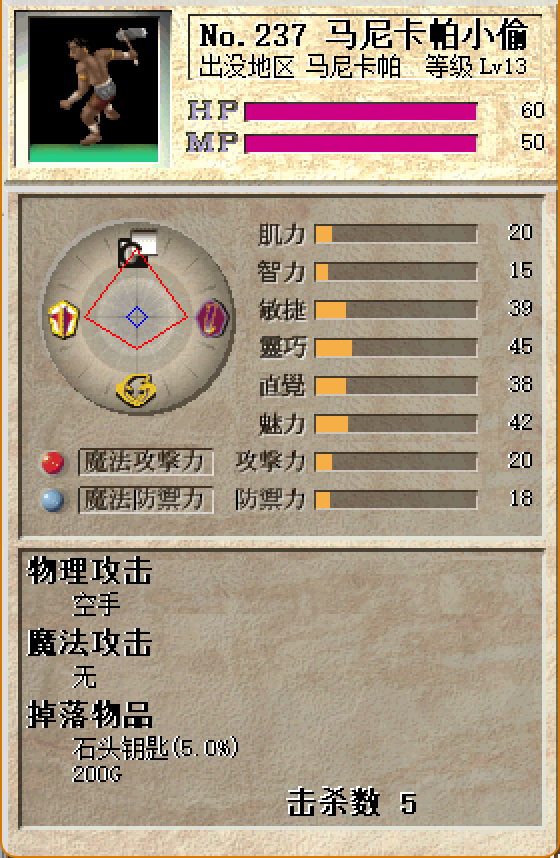 No.237 马尼卡帕小偷
出没地区 马尼卡帕 等级 Lv13
HP 60
MP 50
肌力 20
智力 15
敏捷 39
靈巧 45
直覺 38
魅力 42
魔法攻擊力 攻擊力 20
魔法防禦力 防禦力 18
物理攻击
空手
魔法攻击
无
掉落物品
石头钥匙(5.0%)
200G
击杀数 5